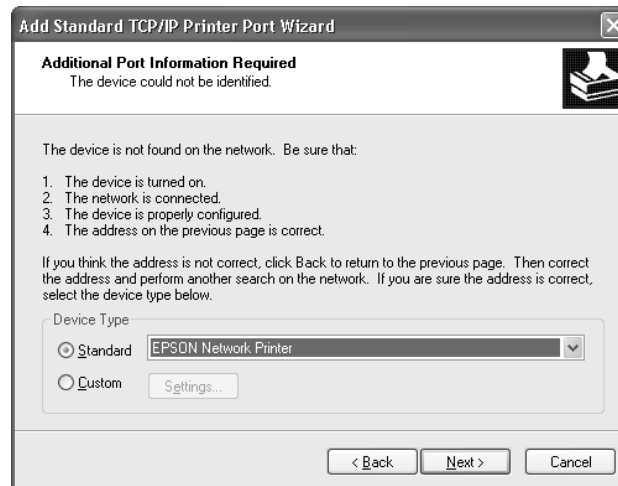 Add Standard TCP/IP Printer Port Wizard
Additional Port Information Required
The device could not be identified.
The device is not found on the network.  Be sure that:
1.  The device is turned on.
2.  The network is connected.
3.  The device is properly configured.
4.  The address on the previous page is correct.
If you think the address is not correct, click Back to return to the previous page.  Then correct
the address and perform another search on the network.  If you are sure the address is correct,
select the device type below.
Device Type
Standard
EPSON Network Printer
Custom
Settings...
< Back
Next >
Cancel